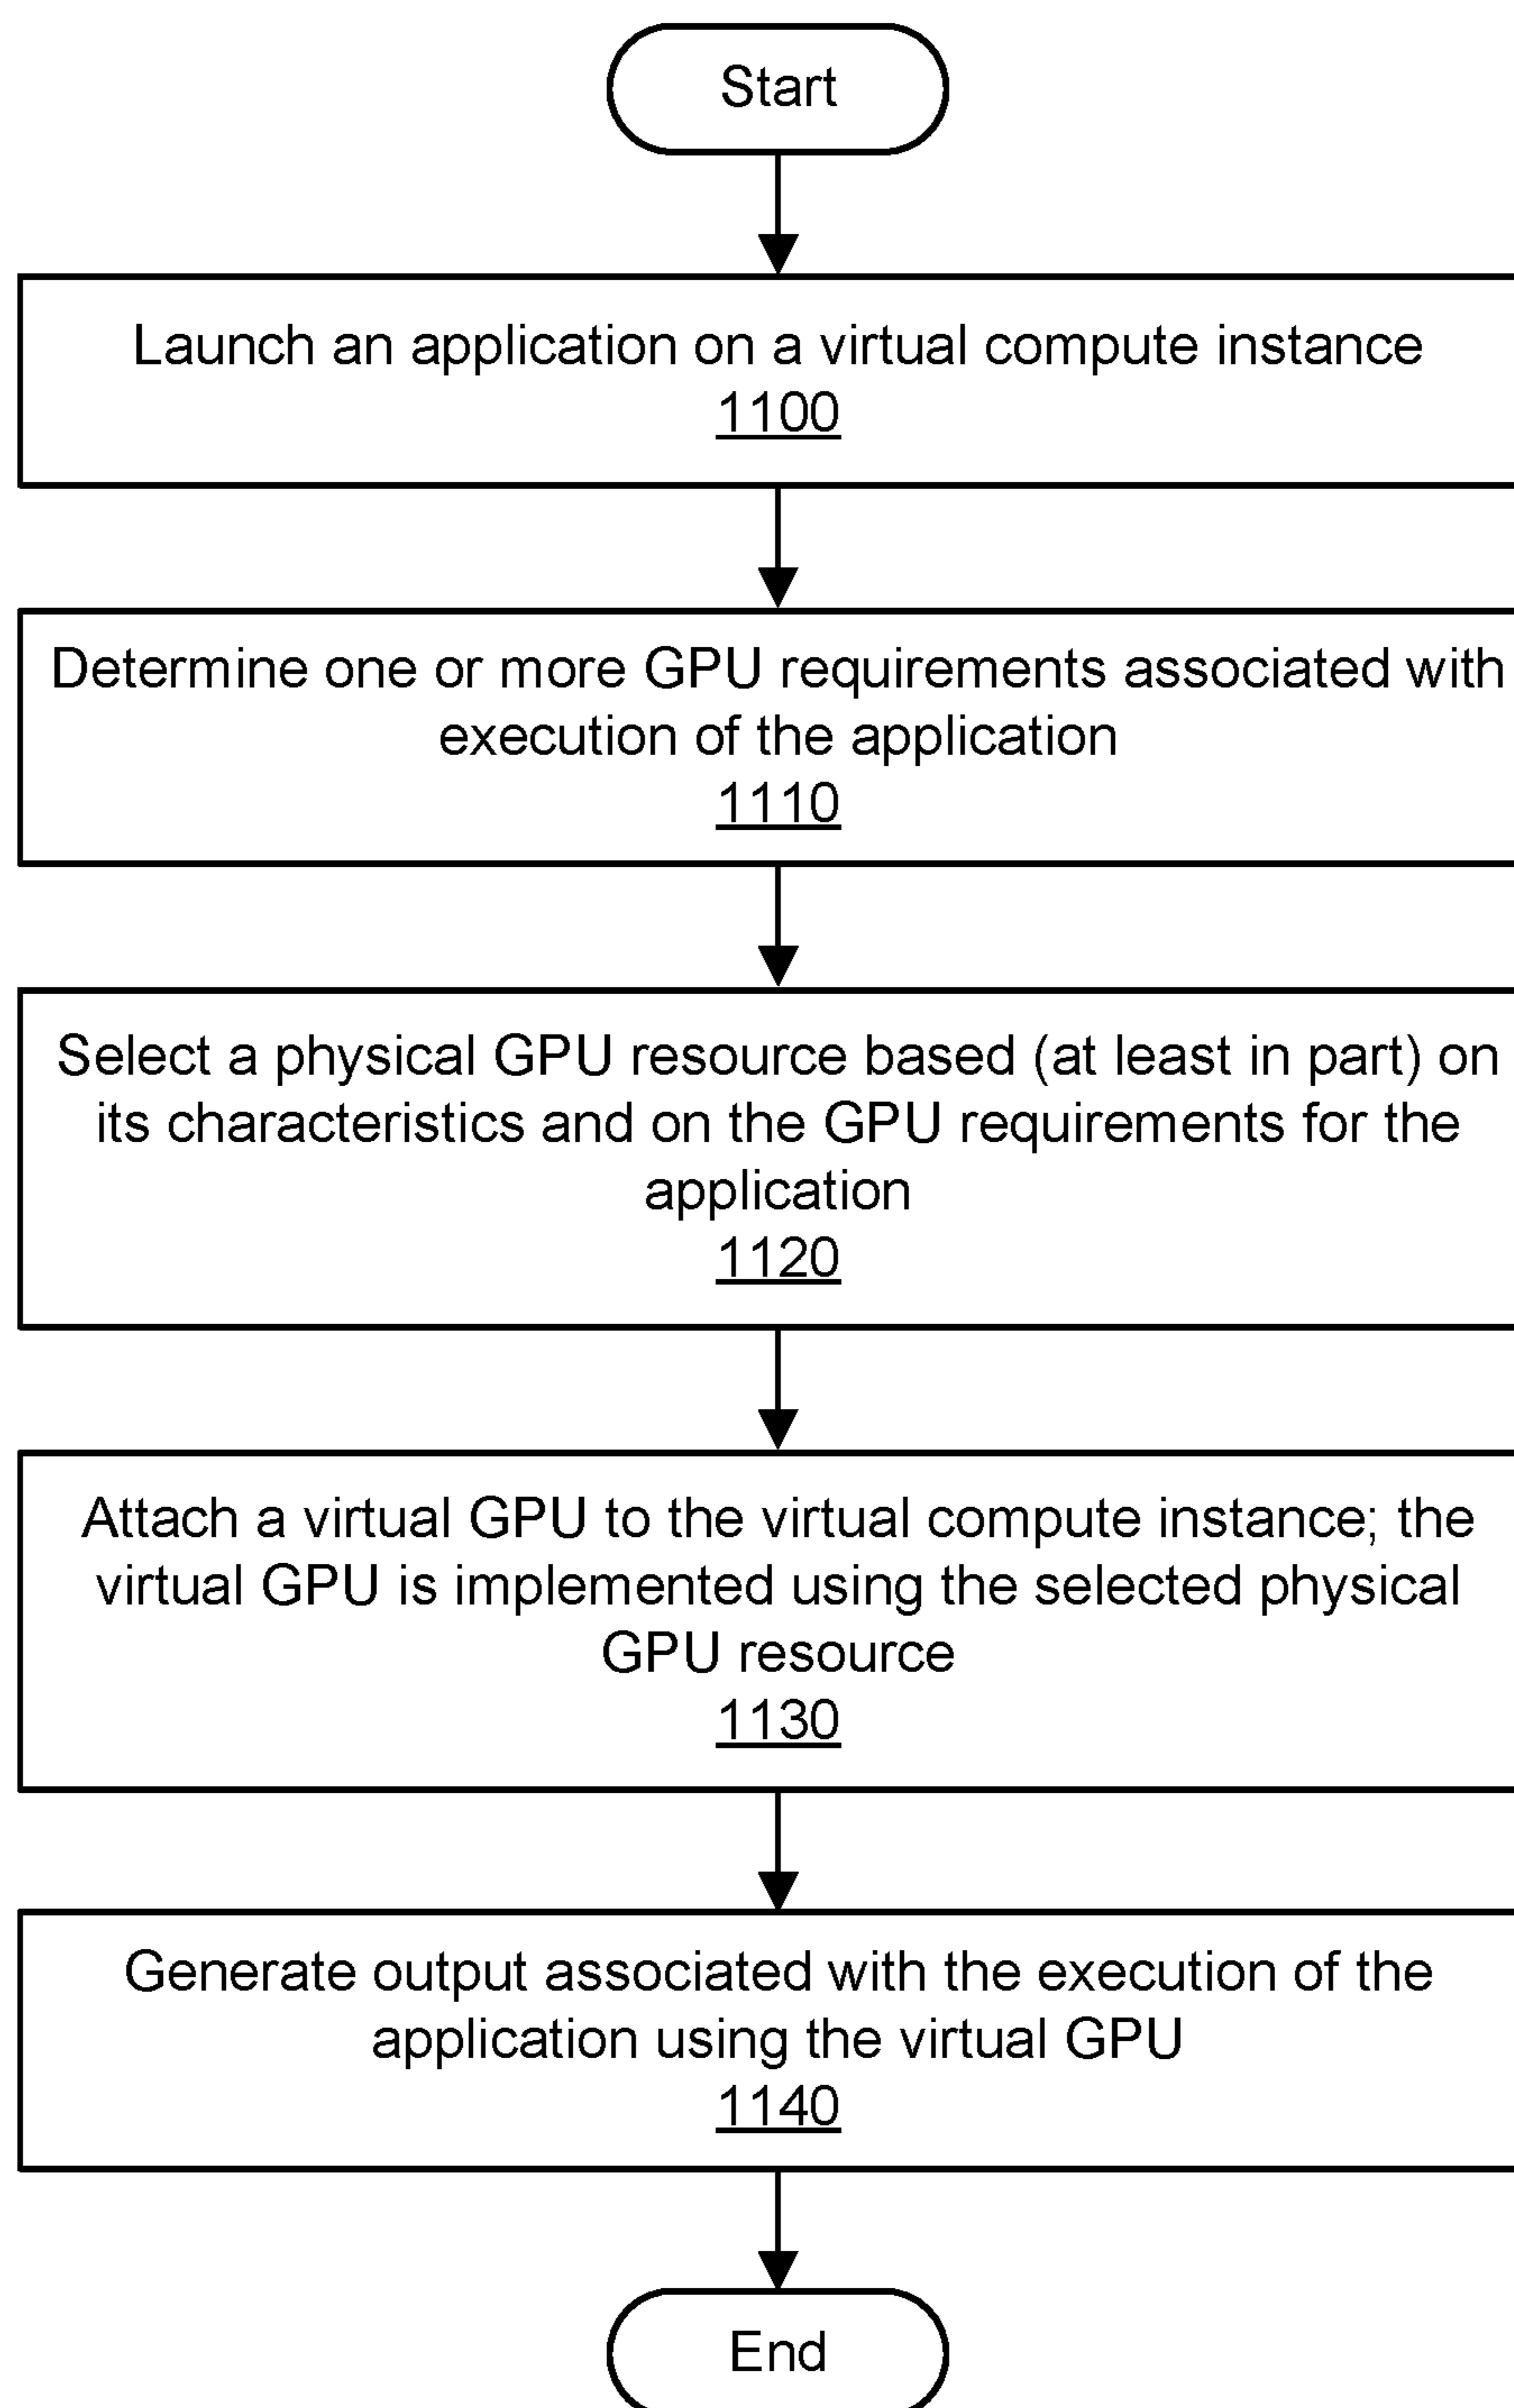 Start
Launch an application on a virtual compute instance
1100
Determine one or more GPU requirements associated with
execution of the application
1110
Select a physical GPU resource based (at least in part) on
its characteristics and on the GPU requirements for the
application
1120
Attach a virtual GPU to the virtual compute instance; the
virtual GPU is implemented using the selected physical
GPU resource
1130
Generate output associated with the execution of the
application using the virtual GPU
1140
End